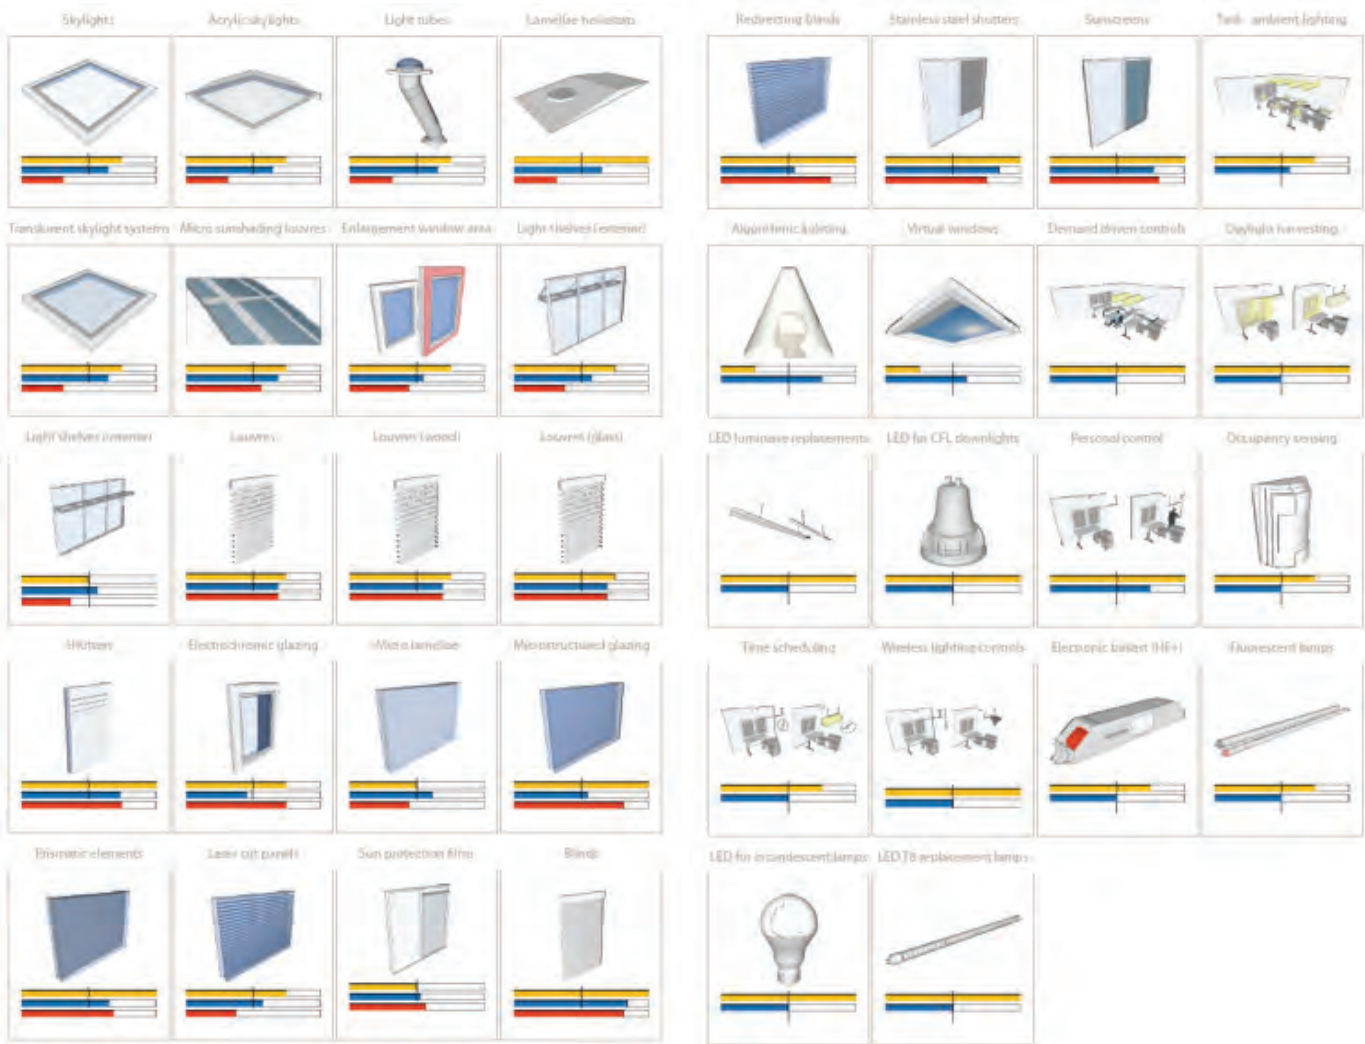 Skylights
Acrylic skylights
Light tubes
Lamellae heliostats
Redirecting blinds
Stainless steel shutters
Sunscreens
Task - ambient lighting
Translucent skylight systems
Micro sunshading louvres
Enlargement window area
Light shelves (exterior)
Algorithmic lighting
Virtual windows
Demand driven controls
Daylight harvesting
Light shelves (interior)
Louvres
Louvres (wood)
Louvres (glass)
LED luminaire replacements
LED for CFL downlights
Personal control
Occupancy sensing
Shutters
Electrochromic glazing
Micro lamellae
Microstructured glazing
Time scheduling
Wireless lighting controls
Electronic ballast (HF+)
Fluorescent lamps
Prismatic elements
Laser cut panels
Sun protection films
Blinds
LED for incandescent lamps
LED T8 replacement lamps